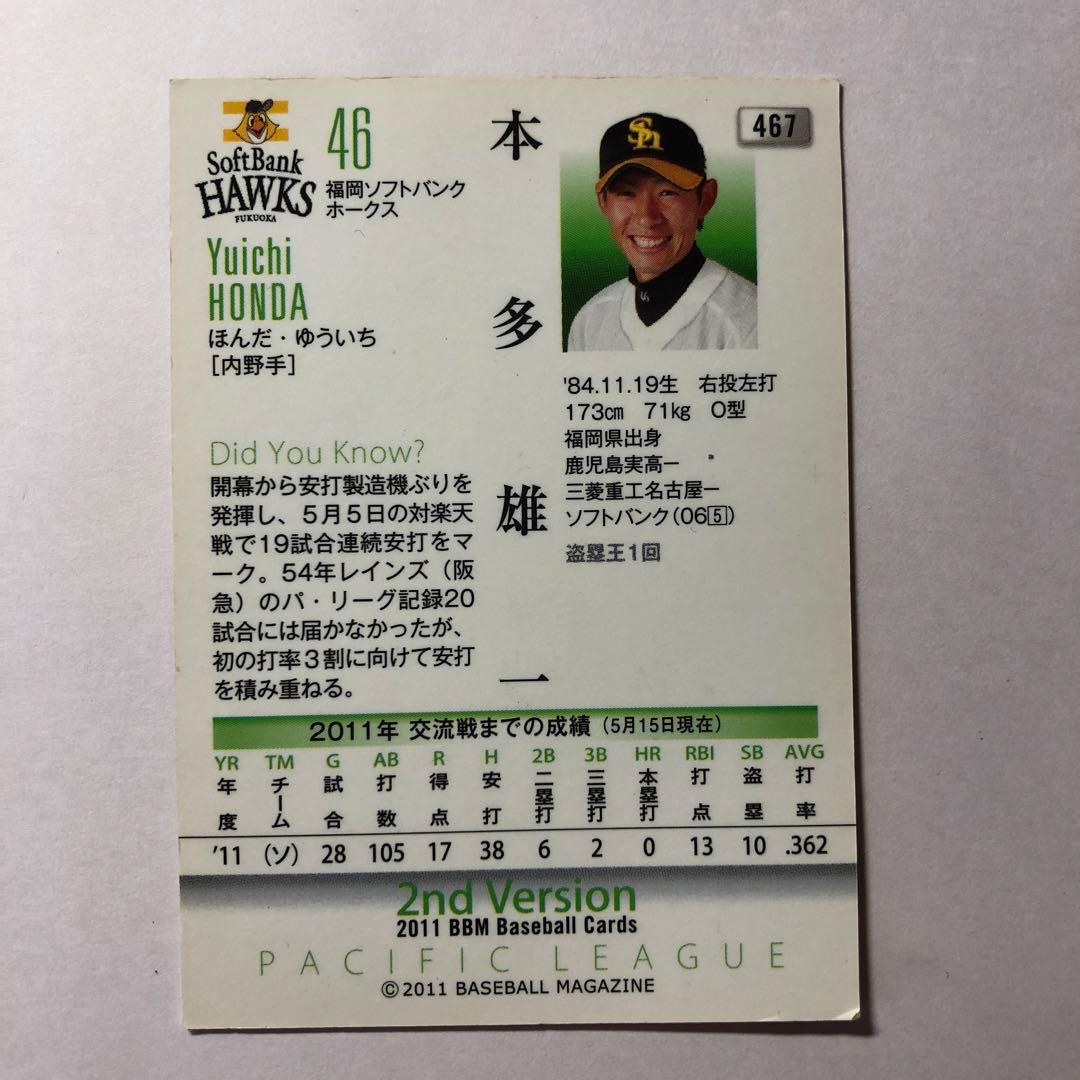 SoftBank
HAWKS
FUKUOKA
46
福岡ソフトバンク
ホークス
Yuichi
HONDA
ほんだ・ゆういち
[内野手]
本多雄一
467
SH
'84.11.19生 右投左打
173cm 71kg O型
福岡県出身
鹿児島実高ー
三菱重工名古屋ー
ソフトバンク(06⑤)
盗塁王1回
Did You Know?
開幕から安打製造機ぶりを
発揮し、5月5日の対楽天
戦で19試合連続安打をマ
ーク。54年レインズ(阪
急)のパ・リーグ記録20
試合には届かなかったが、
初の打率3割に向けて安打
を積み重ねる。
2011年 交流戦までの成績(5月15日現在)
YR TM G AB R H 2B 3B HR RBI SB AVG
年度 チーム 試合 打数 得点 安打 二塁打 三塁打 本塁打 打点 盗塁 打率
'11 (ソ) 28 105 17 38 6 2 0 13 10 .362
2nd Version
2011 BBM Baseball Cards
PACIFIC LEAGUE
©2011 BASEBALL MAGAZINE